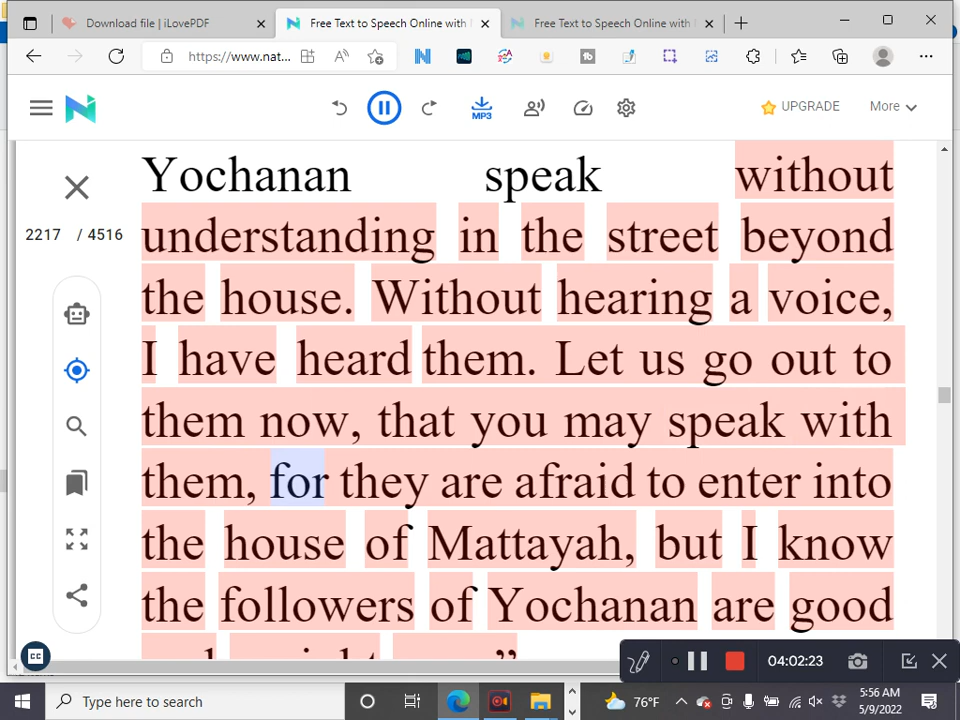 Download file | iLovePDF
Free Text to Speech Online with
Free Text to Speech Online with
https://www.nat...
MP3
UPGRADE
More
2217 / 4516
Yochanan speak without
understanding in the street beyond
the house. Without hearing a voice,
I have heard them. Let us go out to
them now, that you may speak with
them, for they are afraid to enter into
the house of Mattayah, but I know
the followers of Yochanan are good
CC
04:02:23
Type here to search
76°F
5:56 AM
5/9/2022